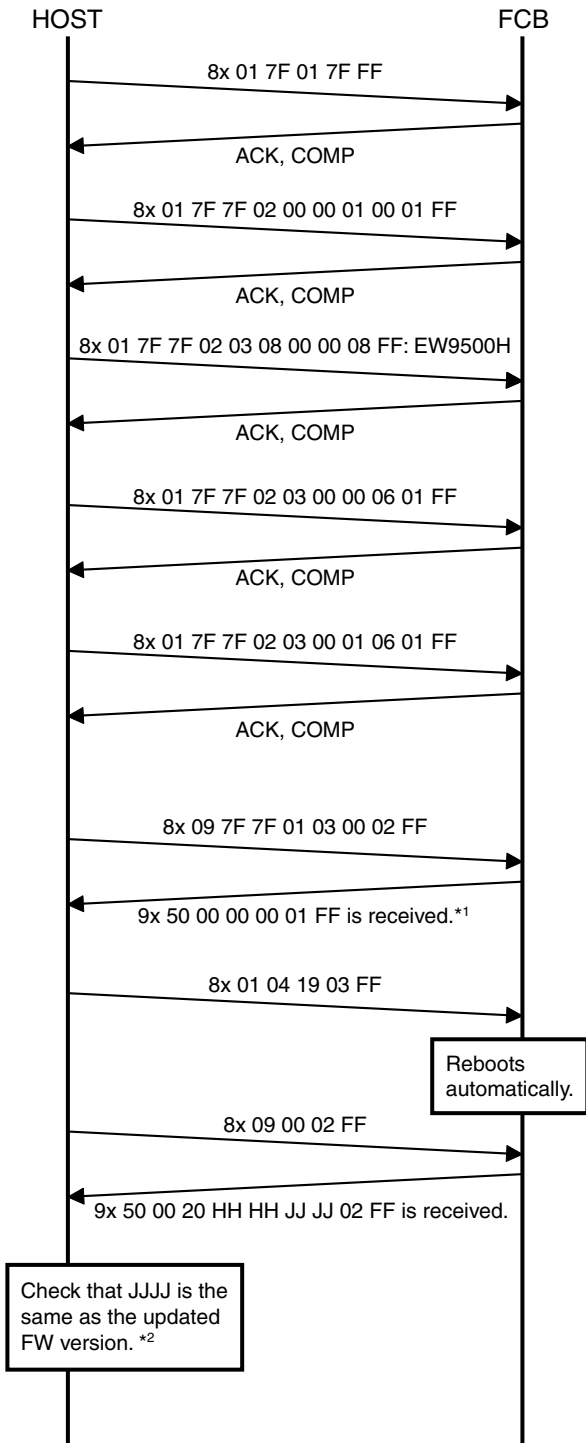 HOST
FCB
8x 01 7F 01 7F FF
ACK, COMP
8x 01 7F 7F 02 00 00 01 00 01 FF
ACK, COMP
8x 01 7F 7F 02 03 08 00 00 08 FF: EW9500H
ACK, COMP
8x 01 7F 7F 02 03 00 00 06 01 FF
ACK, COMP
8x 01 7F 7F 02 03 00 01 06 01 FF
ACK, COMP
8x 09 7F 7F 01 03 00 02 FF
9x 50 00 00 00 01 FF is received.*1
8x 01 04 19 03 FF
Reboots
automatically.
8x 09 00 02 FF
9x 50 00 20 HH HH JJ JJ 02 FF is received.
Check that JJJJ is the
same as the updated
FW version. *2